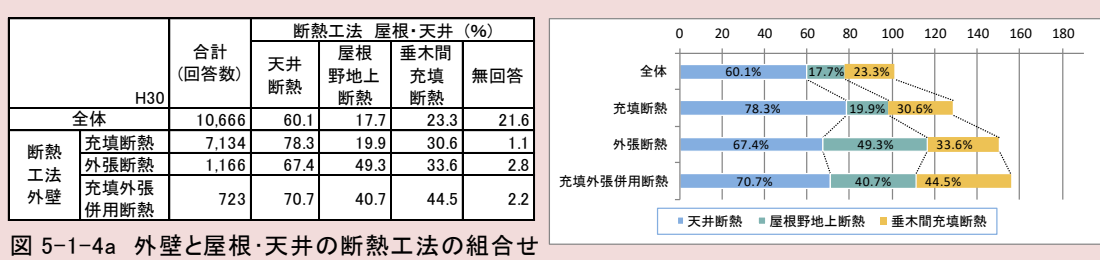 断熱工法 屋根・天井 (%)
H30 合計 (回答数) 天井断熱 屋根野地上断熱 垂木間充填断熱 無回答
全体 10,666 60.1 17.7 23.3 21.6
断熱工法外壁
充填断熱 7,134 78.3 19.9 30.6 1.1
外張断熱 1,166 67.4 49.3 33.6 2.8
充填外張併用断熱 723 70.7 40.7 44.5 2.2
図 5-1-4a 外壁と屋根・天井の断熱工法の組合せ
0 20 40 60 80 100 120 140 160 180
全体 60.1% 17.7% 23.3%
充填断熱 78.3% 19.9% 30.6%
外張断熱 67.4% 49.3% 33.6%
充填外張併用断熱 70.7% 40.7% 44.5%
天井断熱 屋根野地上断熱 垂木間充填断熱